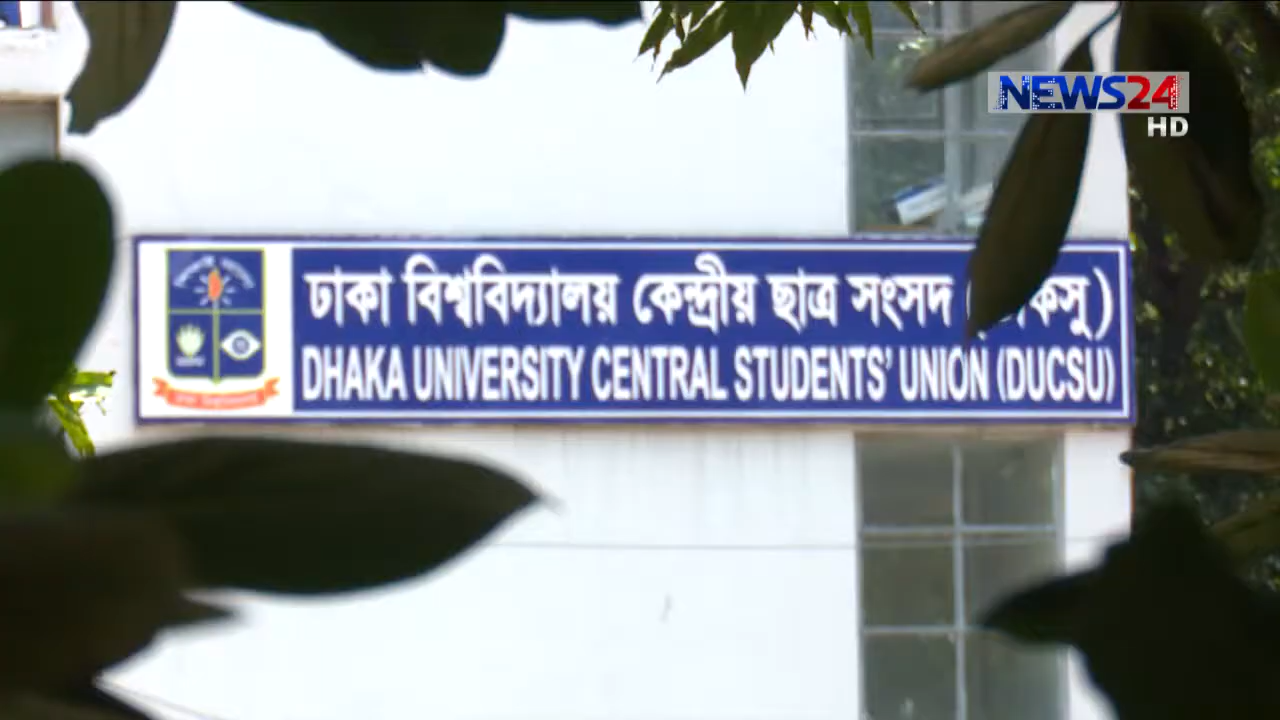 NEWS24
HD
ঢাকা বিশ্ববিদ্যালয় কেন্দ্রীয় ছাত্র সংসদ
DHAKA UNIVERSITY CENTRAL STUDENTS' UNION (DUCSU)